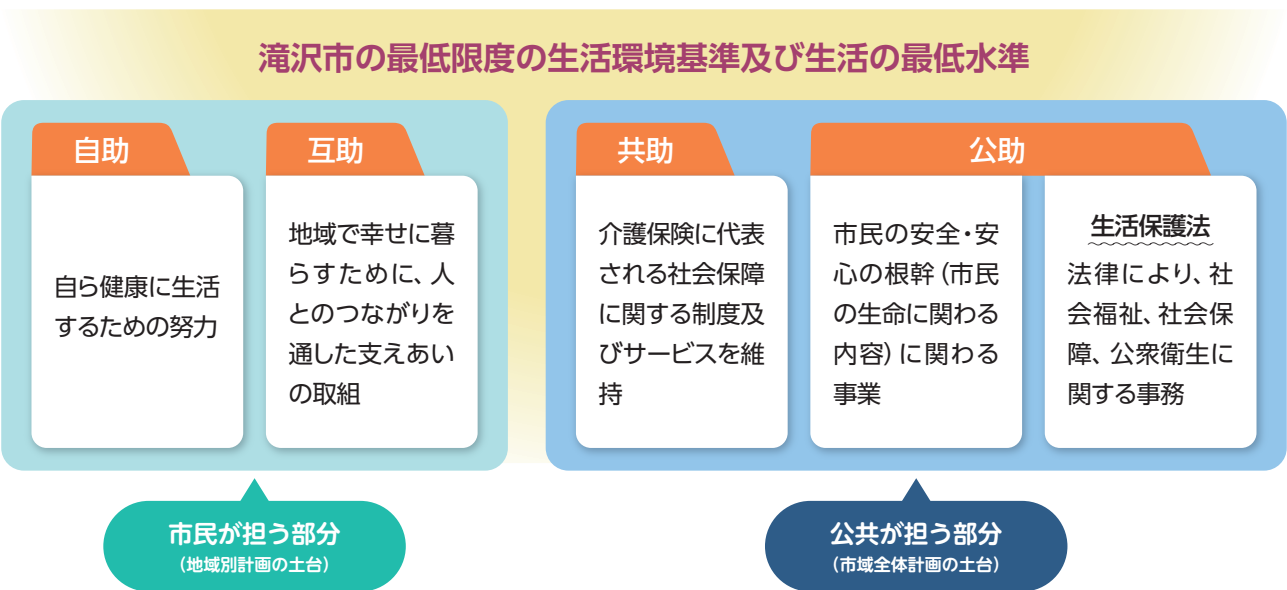 滝沢市の最低限度の生活環境基準及び生活の最低水準
自助
自ら健康に生活
するための努力
互助
地域で幸せに暮
らすために、人
とのつながりを
通した支えあい
の取組
共助
介護保険に代表
される社会保障
に関する制度及
びサービスを維
持
公助
市民の安全・安
心の根幹（市民
の生命に関わる
内容）に関わる
事業
生活保護法
法律により、社
会福祉、社会保
障、公衆衛生に
関する事務
市民が担う部分
（地域別計画の土台）
公共が担う部分
（市域全体計画の土台）